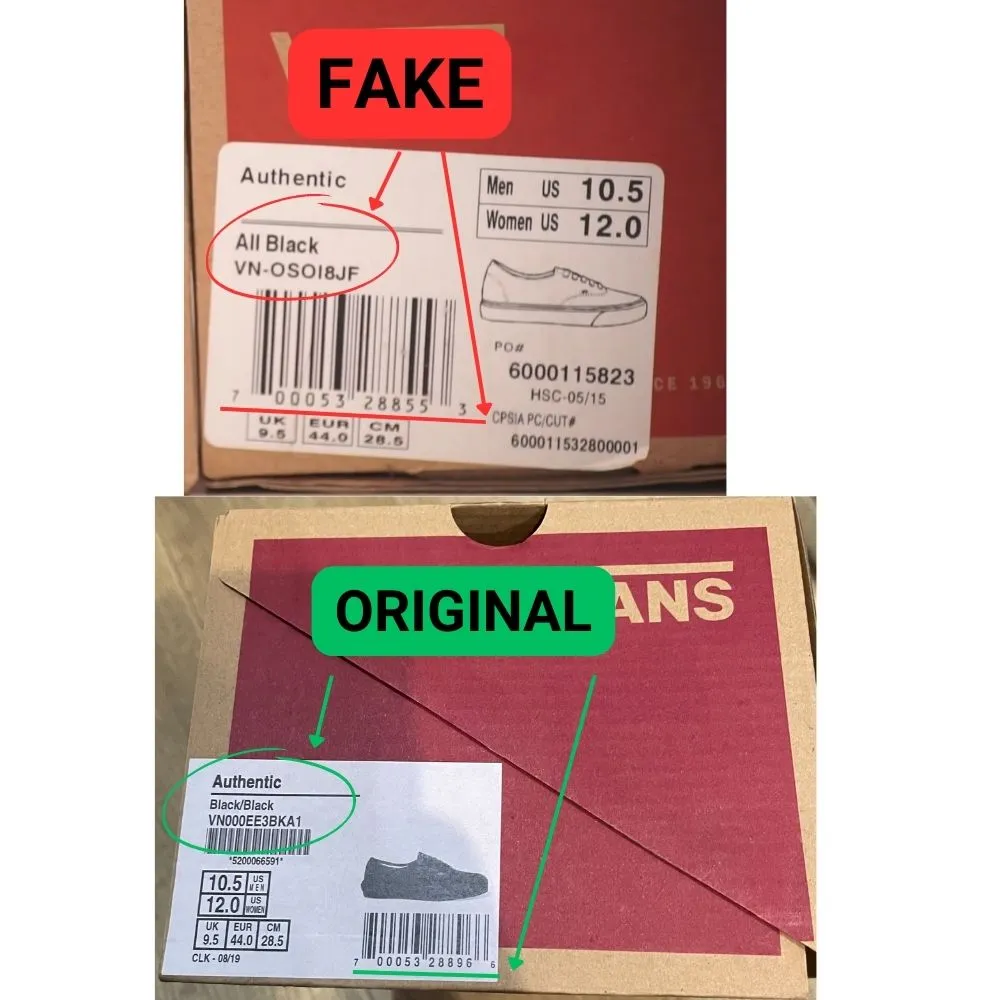 FAKE
Authentic
All Black
VN-OSOI8JF
7 00053 28855 3
UK EUR CM
9.5 44.0 28.5
Men US 10.5
Women US 12.0
PO#
6000115823
HSC-05/15
CPSIA PC/CUT#
600011532800001
CE 190
ORIGINAL
ANS
Authentic
Black/Black
VN000EE3BKA1
*5200066591*
10.5 US MEN
12.0 US WOMEN
UK EUR CM
9.5 44.0 28.5
CLK - 08/19
7 00053 28896 6